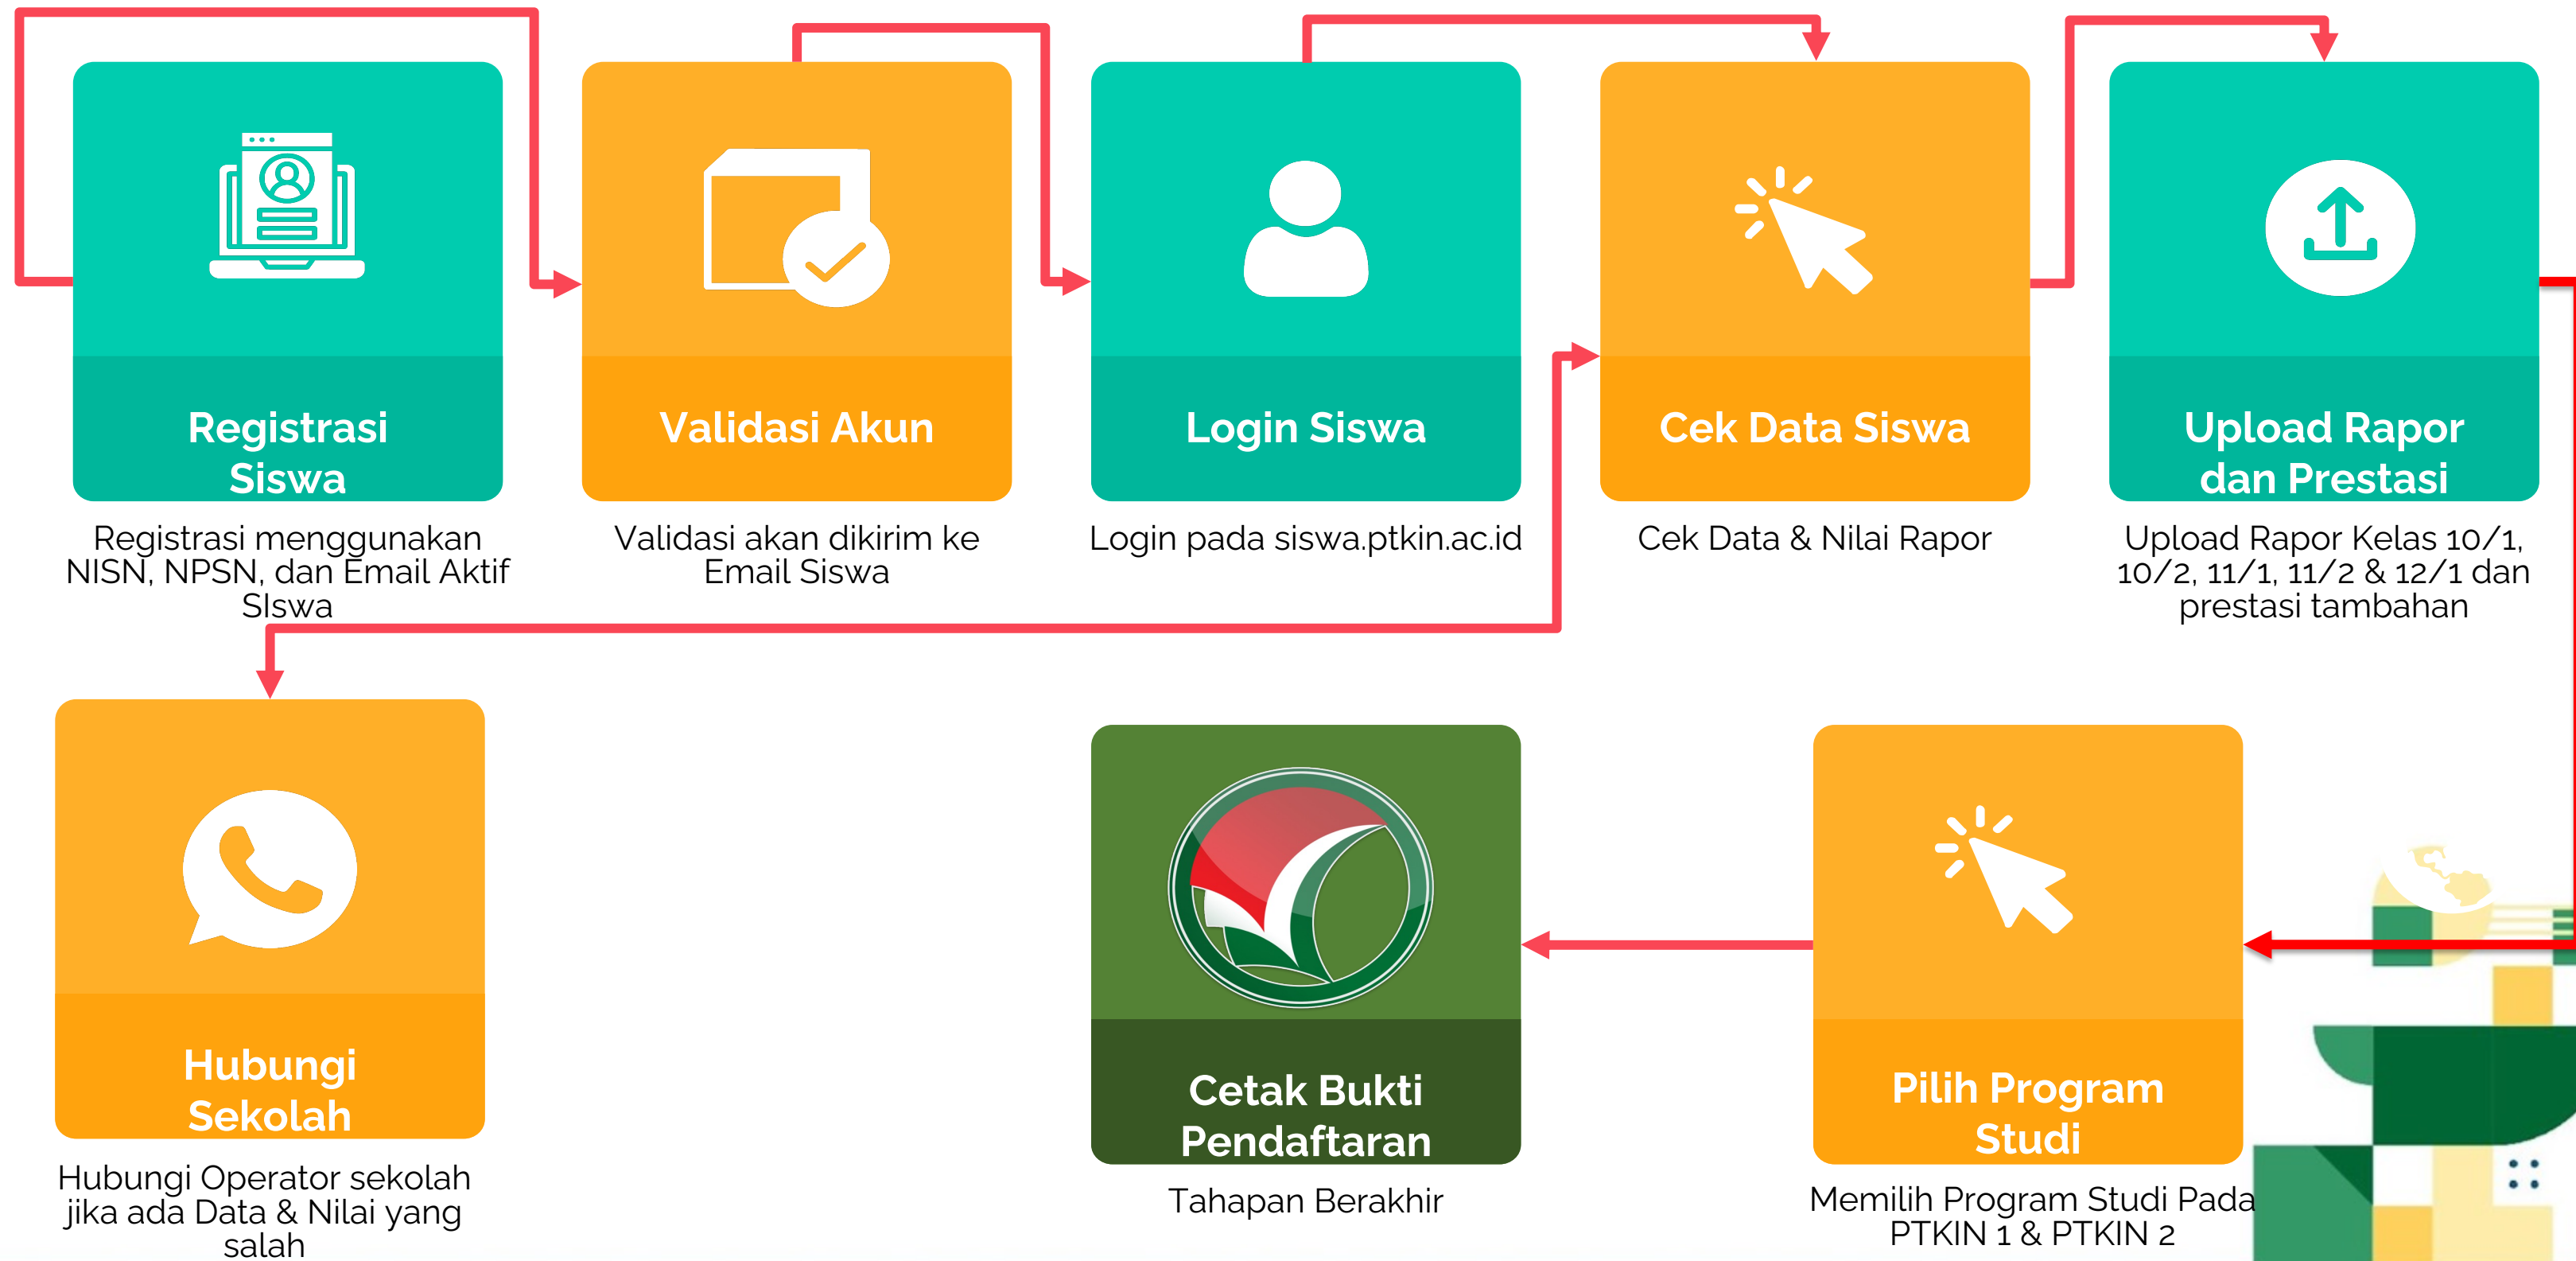 Registrasi
Siswa
Registrasi menggunakan
NISN, NPSN, dan Email Aktif
SIswa
Validasi Akun
Validasi akan dikirim ke
Email Siswa
Login Siswa
Login pada siswa.ptkin.ac.id
Cek Data Siswa
Cek Data & Nilai Rapor
Upload Rapor
dan Prestasi
Upload Rapor Kelas 10/1,
10/2, 11/1, 11/2 & 12/1 dan
prestasi tambahan
Hubungi
Sekolah
Hubungi Operator sekolah
jika ada Data & Nilai yang
salah
Cetak Bukti
Pendaftaran
Tahapan Berakhir
Pilih Program
Studi
Memilih Program Studi Pada
PTKIN 1 & PTKIN 2